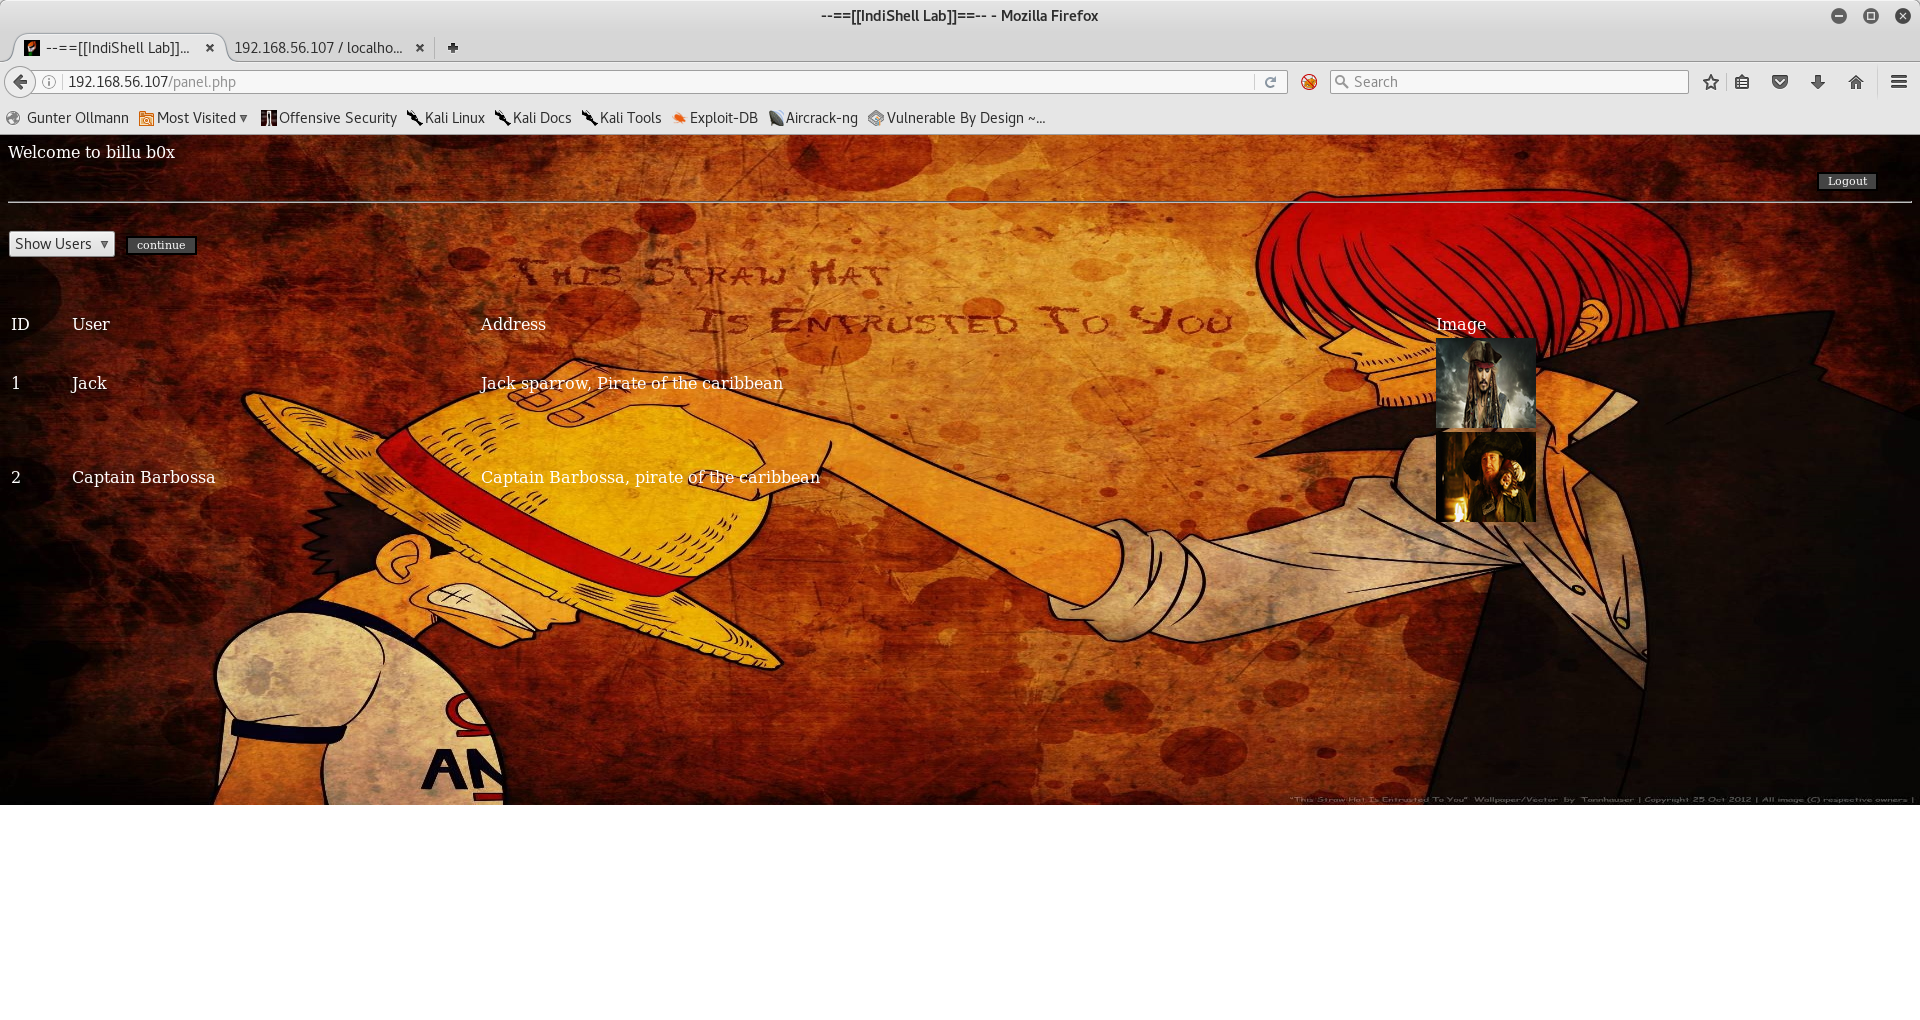 --==[[IndiShell Lab]]==-- - Mozilla Firefox
--==[[IndiShell Lab]]...
192.168.56.107 / localho...
192.168.56.107/panel.php
Search
Gunter Ollmann
Most Visited
Offensive Security
Kali Linux
Kali Docs
Kali Tools
Exploit-DB
Aircrack-ng
Vulnerable By Design ~...
Welcome to billu b0x
Logout
Show Users
continue
This Straw Hat
Is Entrusted To You
ID User Address Image
1 Jack Jack sparrow, Pirate of the caribbean
2 Captain Barbossa Captain Barbossa, pirate of the caribbean
AN
"This Straw Hat Is Entrusted To You" Wallpaper/Vector by Tannhauser | Copyright 25 Oct 2012 | All image (C) respective owners |